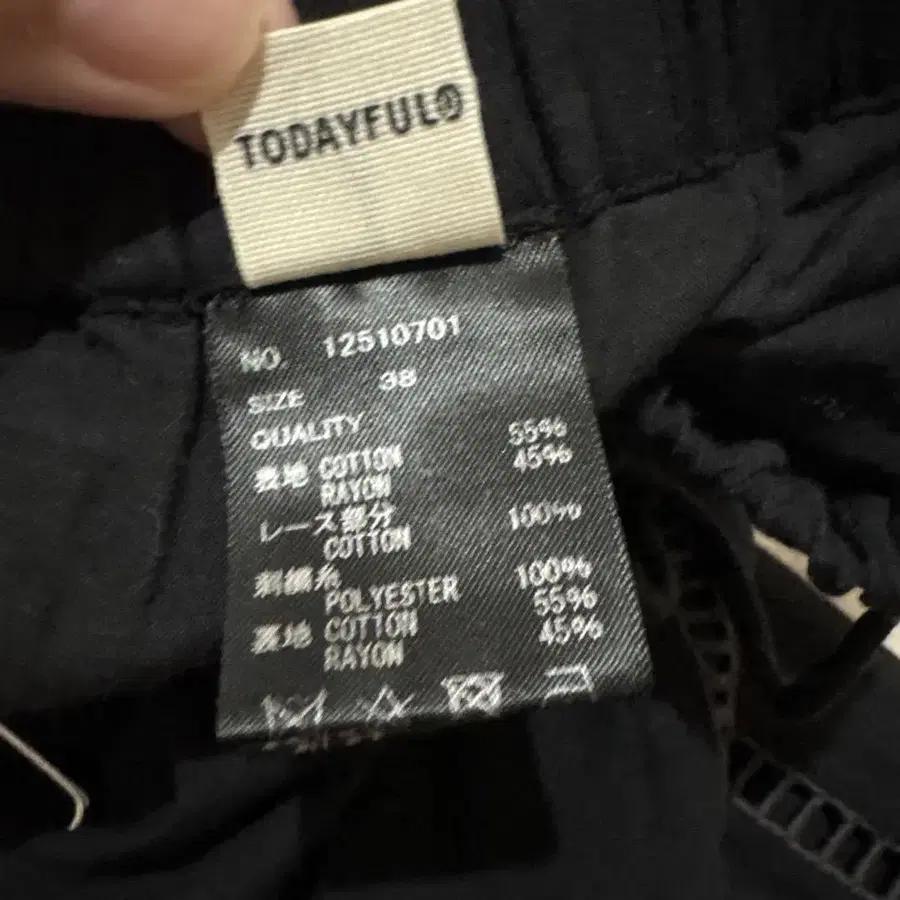 TODAYFUL®
NO. 12510701
SIZE 38
QUALITY
表地 COTTON 55%
RAYON 45%
レース部分
COTTON 100%
刺繍糸
POLYESTER 100%
裏地 COTTON 55%
RAYON 45%